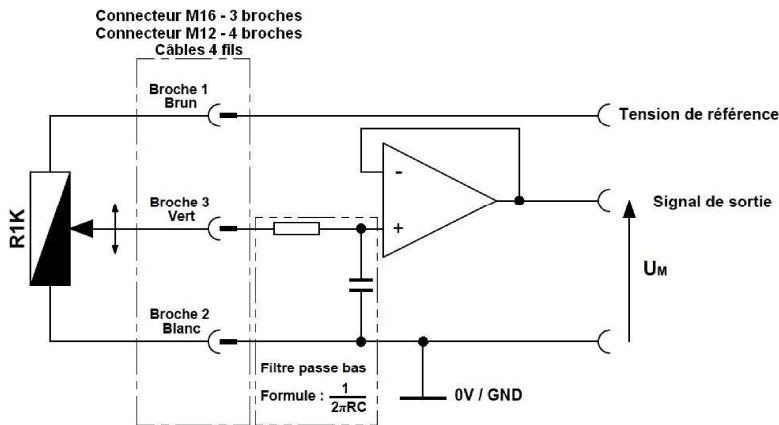 Connecteur M16 - 3 broches
Connecteur M12 - 4 broches
Câbles 4 fils
Broche 1
Brun
Tension de référence
-
R1K
Broche 3
Vert
+
Signal de sortie
UM
Broche 2
Blanc
Filtre passe bas
Formule : 1
2πRC
0V / GND